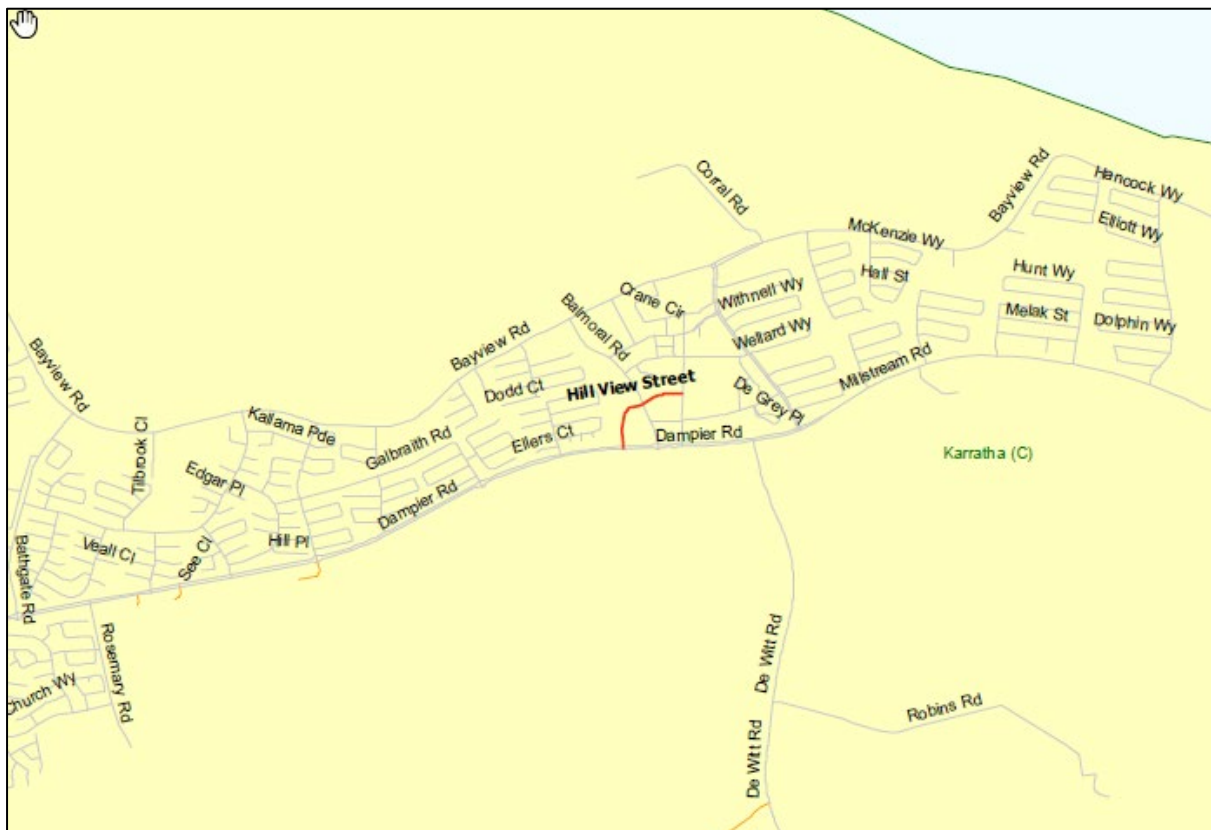 Corral Rd
Bayview Rd
Hancock Wy
Elliott Wy
McKenzie Wy
Hall St
Hunt Wy
Crane Cir
Withnell Wy
Melak St
Dolphin Wy
Balmoral Rd
Wellard Wy
Bayview Rd
Millstream Rd
Bayview Rd
Dodd Ct
Hill View Street
De Grey Pl
Kallama Pde
Galbraith Rd
Ellers Ct
Dampier Rd
Karratha (C)
Tilbrook Cl
Edgar Pl
Dampier Rd
Veall Cl
See Cl
Hill Pl
Bathgate Rd
Rosemary Rd
Church Wy
De Witt Rd
Robins Rd
De Witt Rd